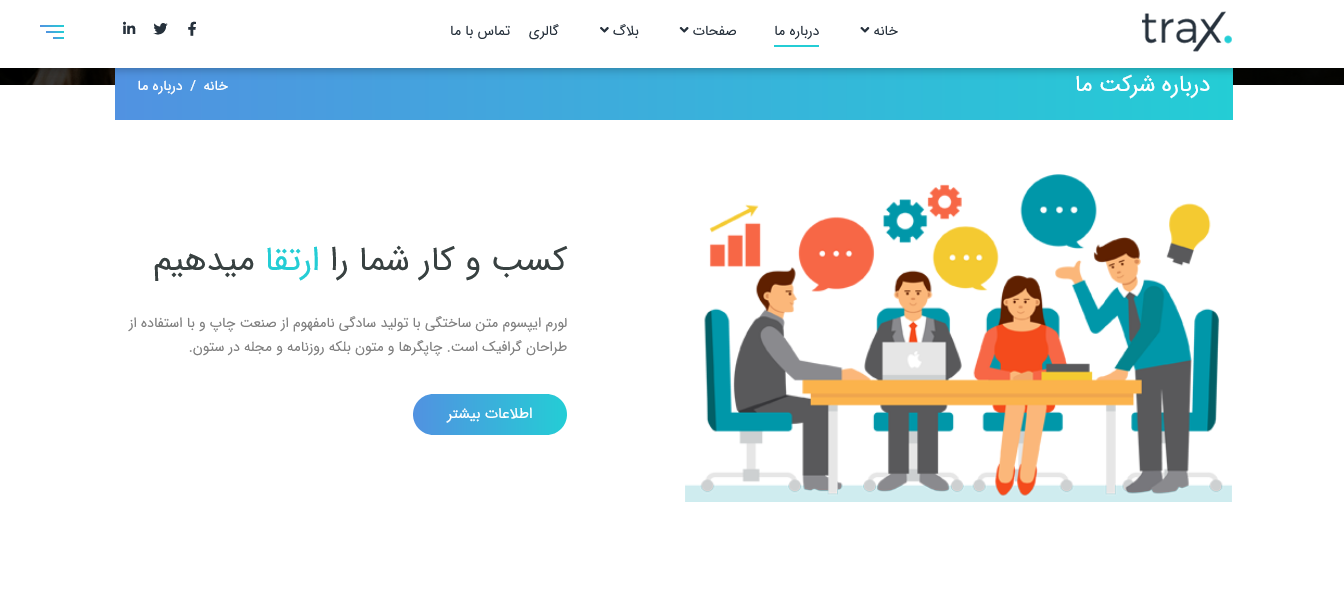 trax.
خانه
درباره ما
صفحات
بلاگ
گالری
تماس با ما
درباره شرکت ما
خانه / درباره ما
کسب و کار شما را ارتقا میدهیم
لورم ایپسوم متن ساختگی با تولید سادگی نامفهوم از صنعت چاپ و با استفاده از
طراحان گرافیک است. چاپگرها و متون بلکه روزنامه و مجله در ستون.
اطلاعات بیشتر